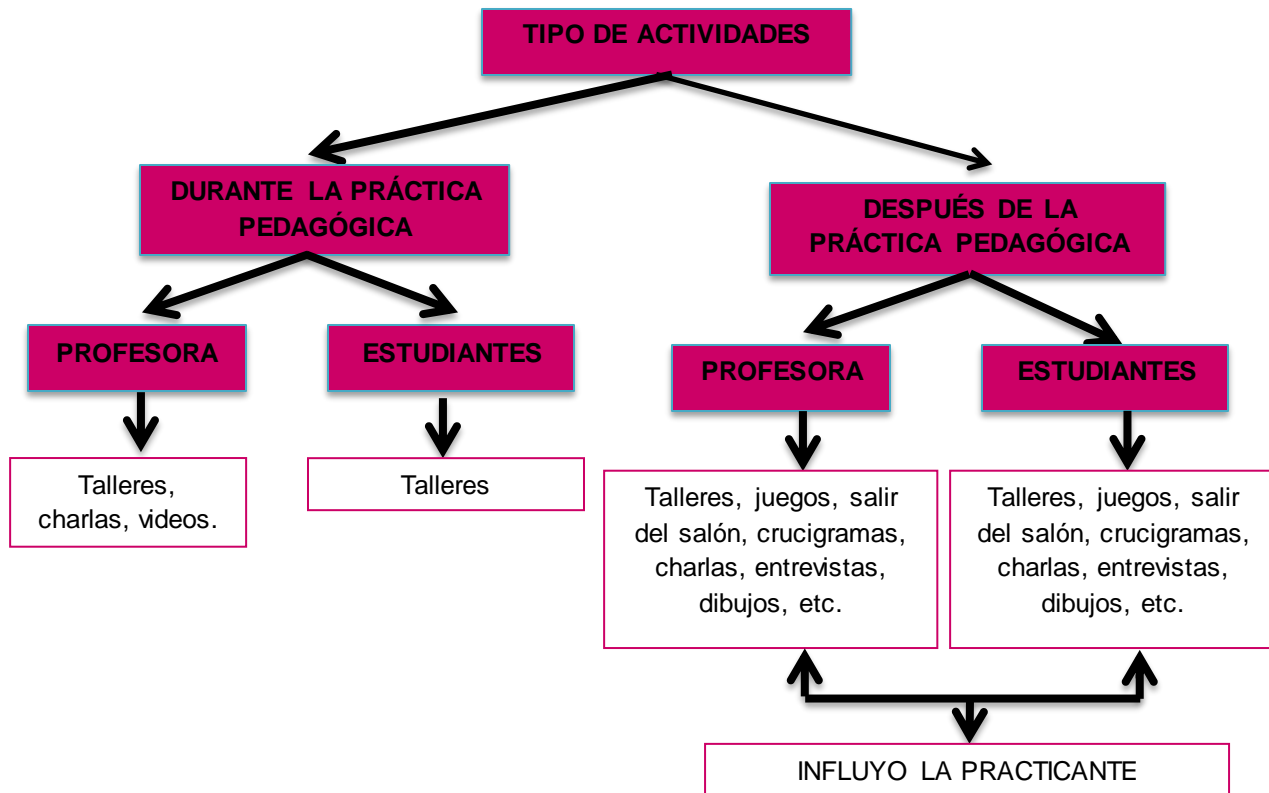 TIPO DE ACTIVIDADES
DURANTE LA PRÁCTICA
PEDAGÓGICA
DESPUÉS DE LA
PRÁCTICA PEDAGÓGICA
PROFESORA
ESTUDIANTES
PROFESORA
ESTUDIANTES
Talleres,
charlas, videos.
Talleres
Talleres, juegos, salir
del salón, crucigramas,
charlas, entrevistas,
dibujos, etc.
Talleres, juegos, salir
del salón, crucigramas,
charlas, entrevistas,
dibujos, etc.
INFLUYO LA PRACTICANTE